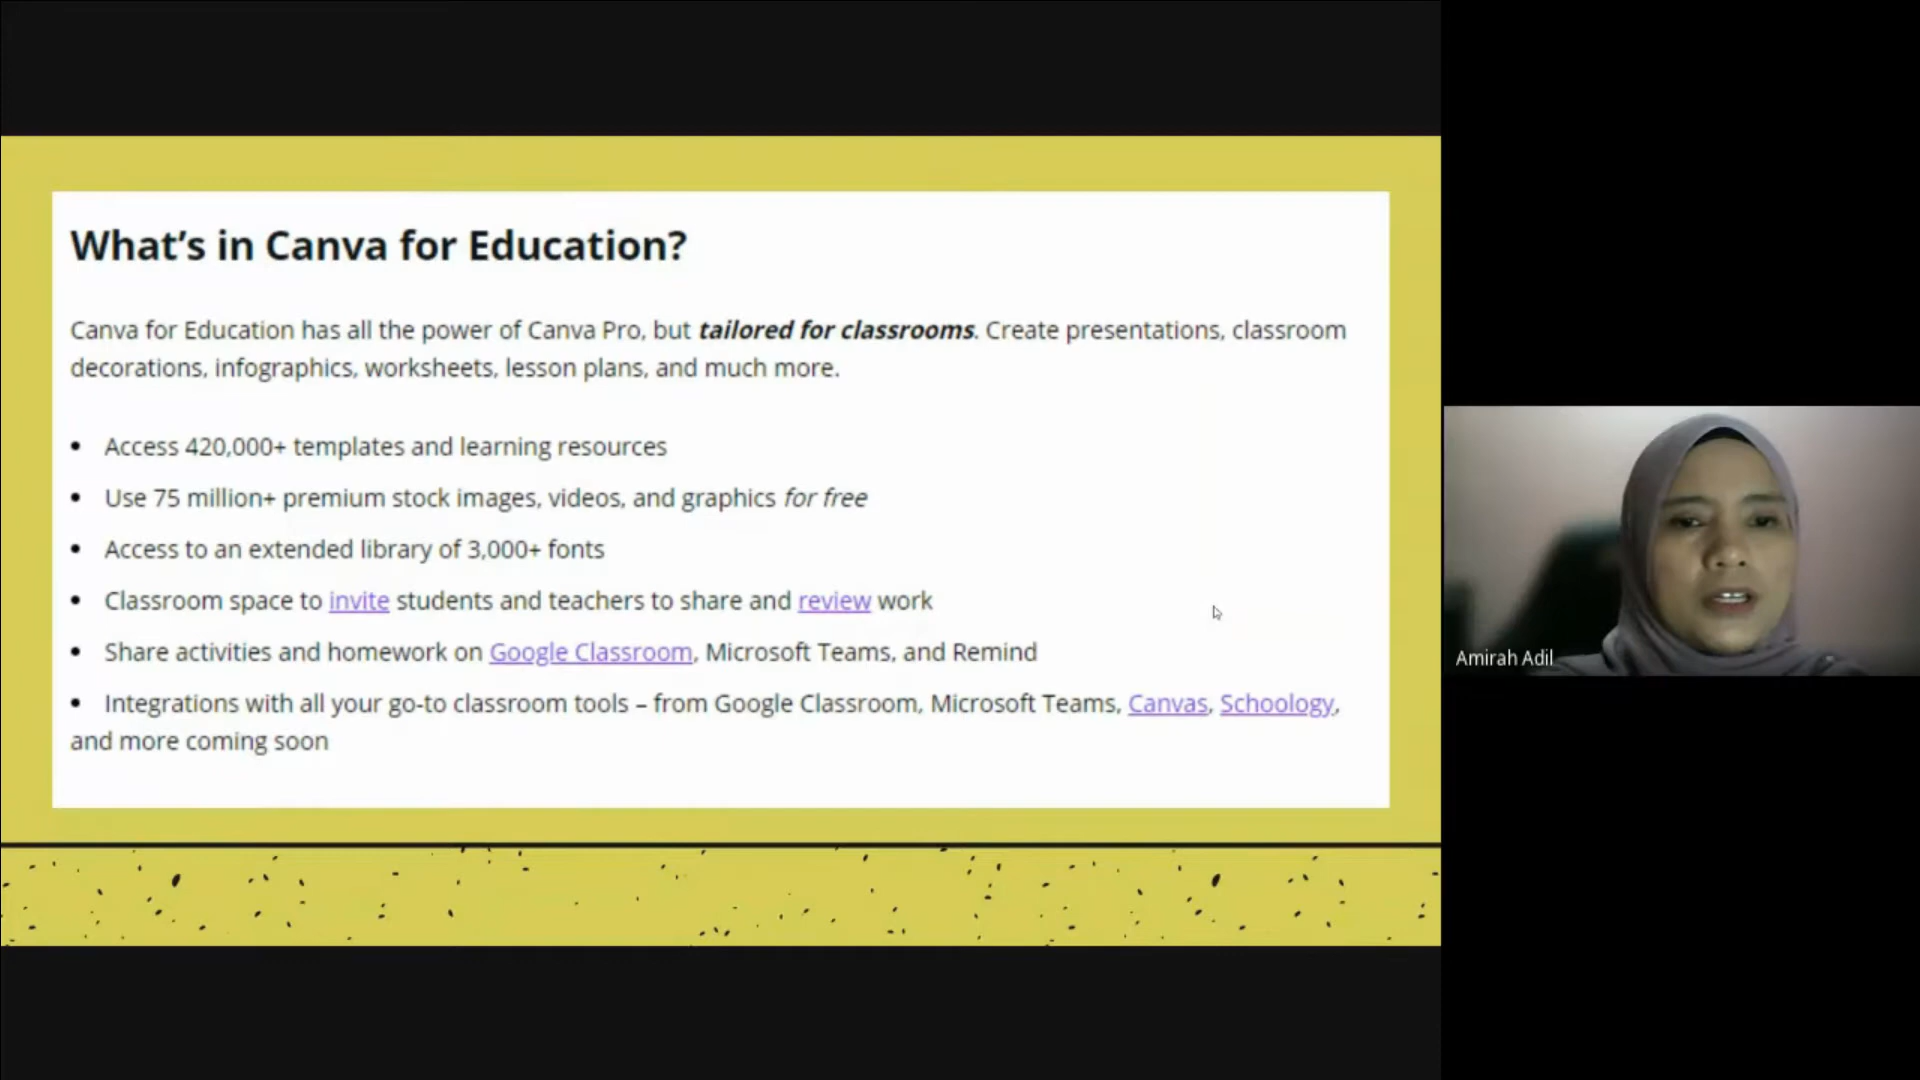 What's in Canva for Education?
Canva for Education has all the power of Canva Pro, but tailored for classrooms. Create presentations, classroom
decorations, infographics, worksheets, lesson plans, and much more.
• Access 420,000+ templates and learning resources
• Use 75 million+ premium stock images, videos, and graphics for free
• Access to an extended library of 3,000+ fonts
• Classroom space to invite students and teachers to share and review work
• Share activities and homework on Google Classroom, Microsoft Teams, and Remind
• Integrations with all your go-to classroom tools – from Google Classroom, Microsoft Teams, Canvas, Schoology,
and more coming soon
Amirah Adil